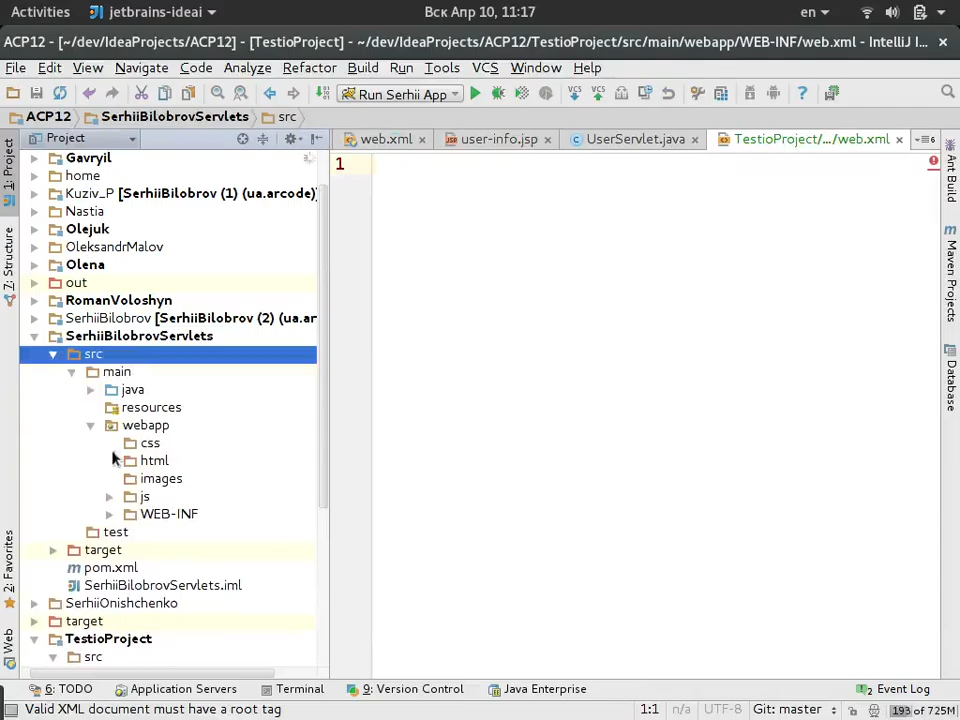 Activities jetbrains-ideai Вск Апр 10, 11:17 en
ACP12 - [~/dev/IdeaProjects/ACP12] - [TestioProject] - ~/dev/IdeaProjects/ACP12/TestioProject/src/main/webapp/WEB-INF/web.xml - IntelliJ I...
File Edit View Navigate Code Analyze Refactor Build Run Tools VCS Window Help
Run Serhii App VCS VCS
ACP12 SerhiiBilobrovServlets src
Project web.xml user-info.jsp UserServlet.java TestioProject/.../web.xml
1: Project
7: Structure
2: Favorites
Web
Gavryil
home
Kuziv_P [SerhiiBilobrov (1) (ua.arcode)]
Nastia
Olejuk
OleksandrMalov
Olena
out
RomanVoloshyn
SerhiiBilobrov [SerhiiBilobrov (2) (ua.ar
SerhiiBilobrovServlets
src
main
java
resources
webapp
css
html
images
js
WEB-INF
test
target
pom.xml
SerhiiBilobrovServlets.iml
SerhiiOnishchenko
target
TestioProject
src
1
Ant Build
Maven Projects
Database
6: TODO Application Servers Terminal 9: Version Control Java Enterprise 2 Event Log
Valid XML document must have a root tag 1:1 n/a UTF-8 Git: master 193 of 725M